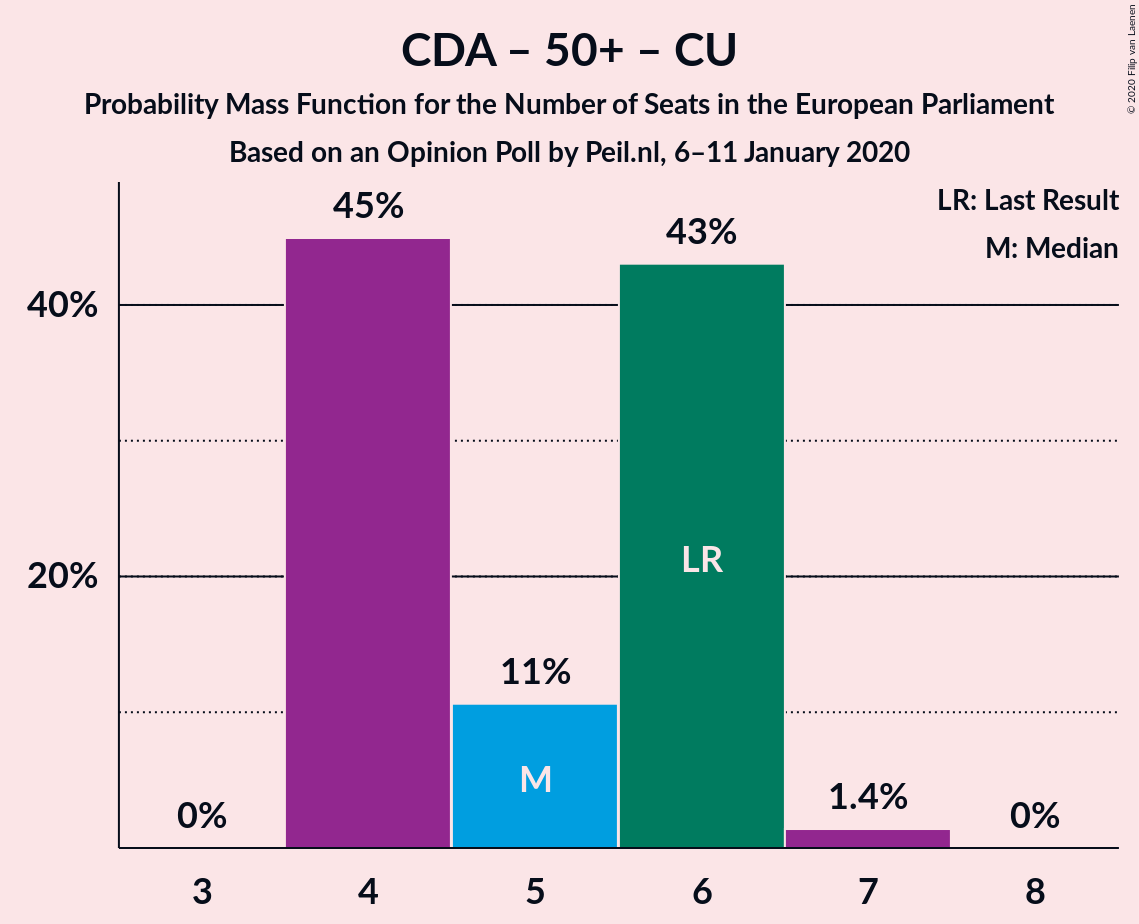 CDA – 50+ – CU
Probability Mass Function for the Number of Seats in the European Parliament
Based on an Opinion Poll by Peil.nl, 6–11 January 2020
© 2020 Filip van Laenen
LR: Last Result
M: Median
45%
43%
40%
LR
20%
11%
M
1.4%
0%
0%
3 4 5 6 7 8